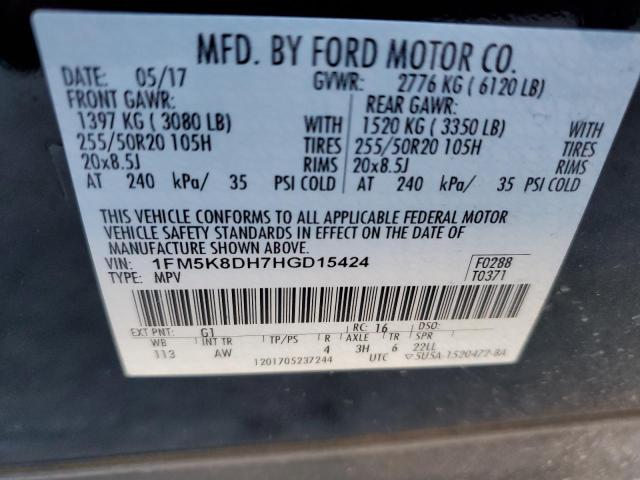 MFD. BY FORD MOTOR CO.
DATE: 05/17 GVWR: 2776 KG ( 6120 LB)
FRONT GAWR: REAR GAWR:
1397 KG ( 3080 LB) WITH 1520 KG ( 3350 LB) WITH
255/50R20 105H TIRES 255/50R20 105H TIRES
20x8.5J RIMS 20x8.5J RIMS
AT 240 kPa/ 35 PSI COLD AT 240 kPa/ 35 PSI COLD
THIS VEHICLE CONFORMS TO ALL APPLICABLE FEDERAL MOTOR
VEHICLE SAFETY STANDARDS IN EFFECT ON THE DATE OF
MANUFACTURE SHOWN ABOVE.
VIN: 1FM5K8DH7HGD15424 F0288
TYPE: MPV T0371
EXT PNT: G1 RC: 16 DSO:
WB INT TR TP/PS R AXLE TR SPR
113 AW 4 3H 6 22LL
1201705237244 UTC ▽5U5A-1520472-BA